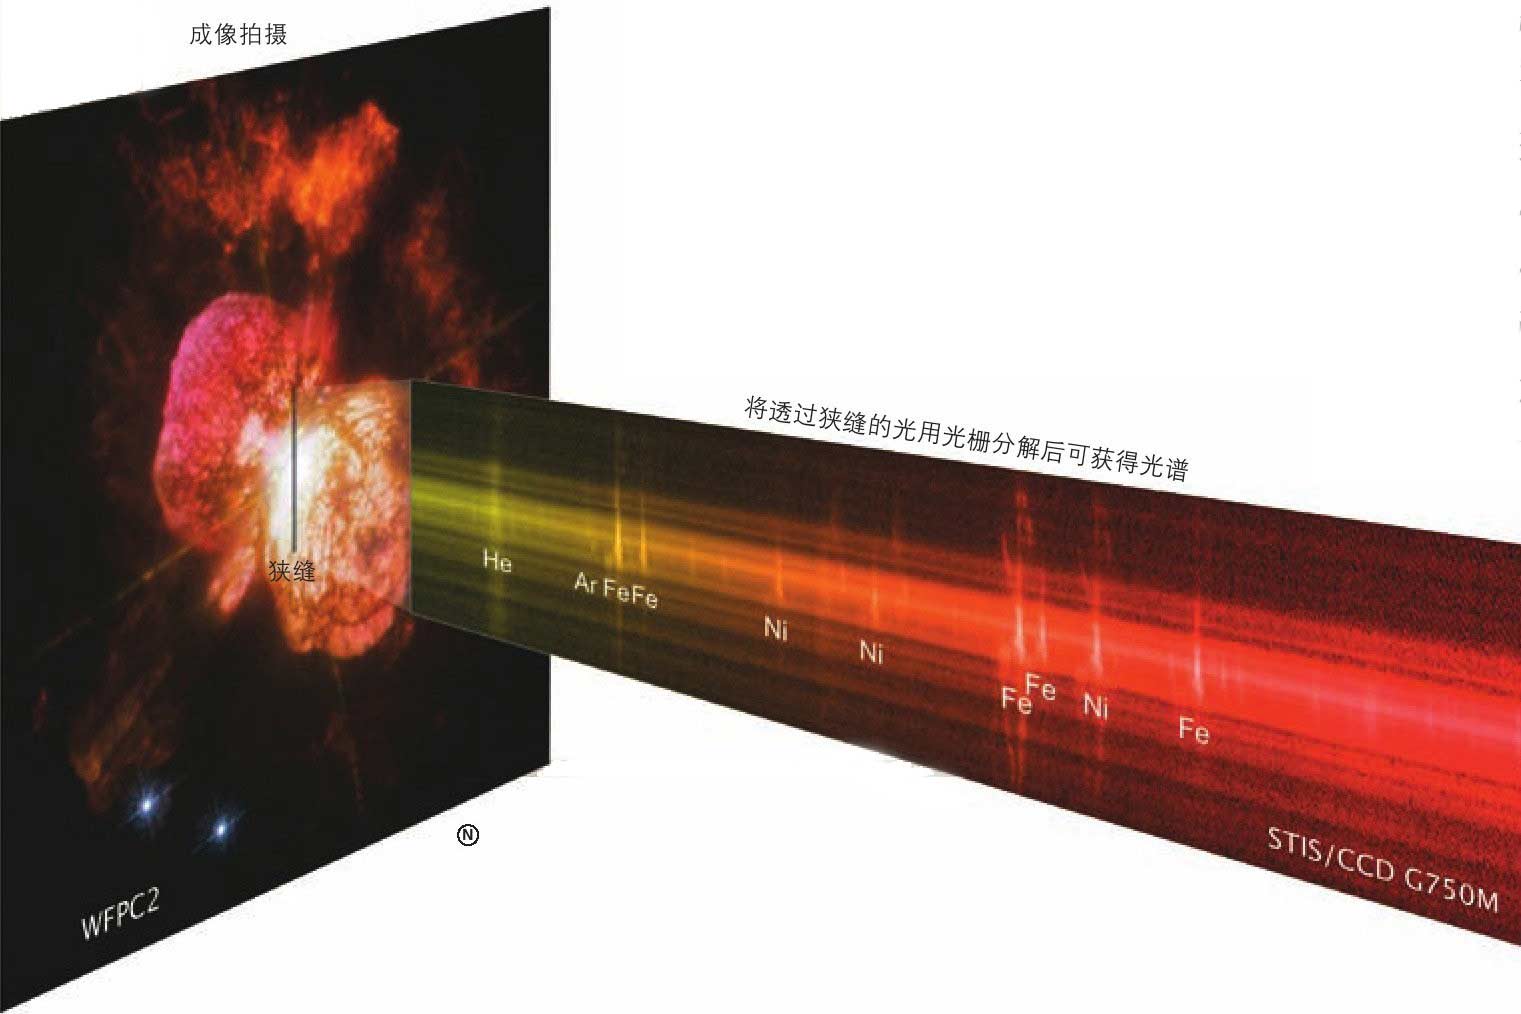 成像拍摄
将透过狭缝的光用光栅分解后可获得光谱
狭缝
He
Ar Fe Fe
Ni
Ni
Fe
Fe
Ni
Fe
STIS/CCD G750M
WFPC2
N